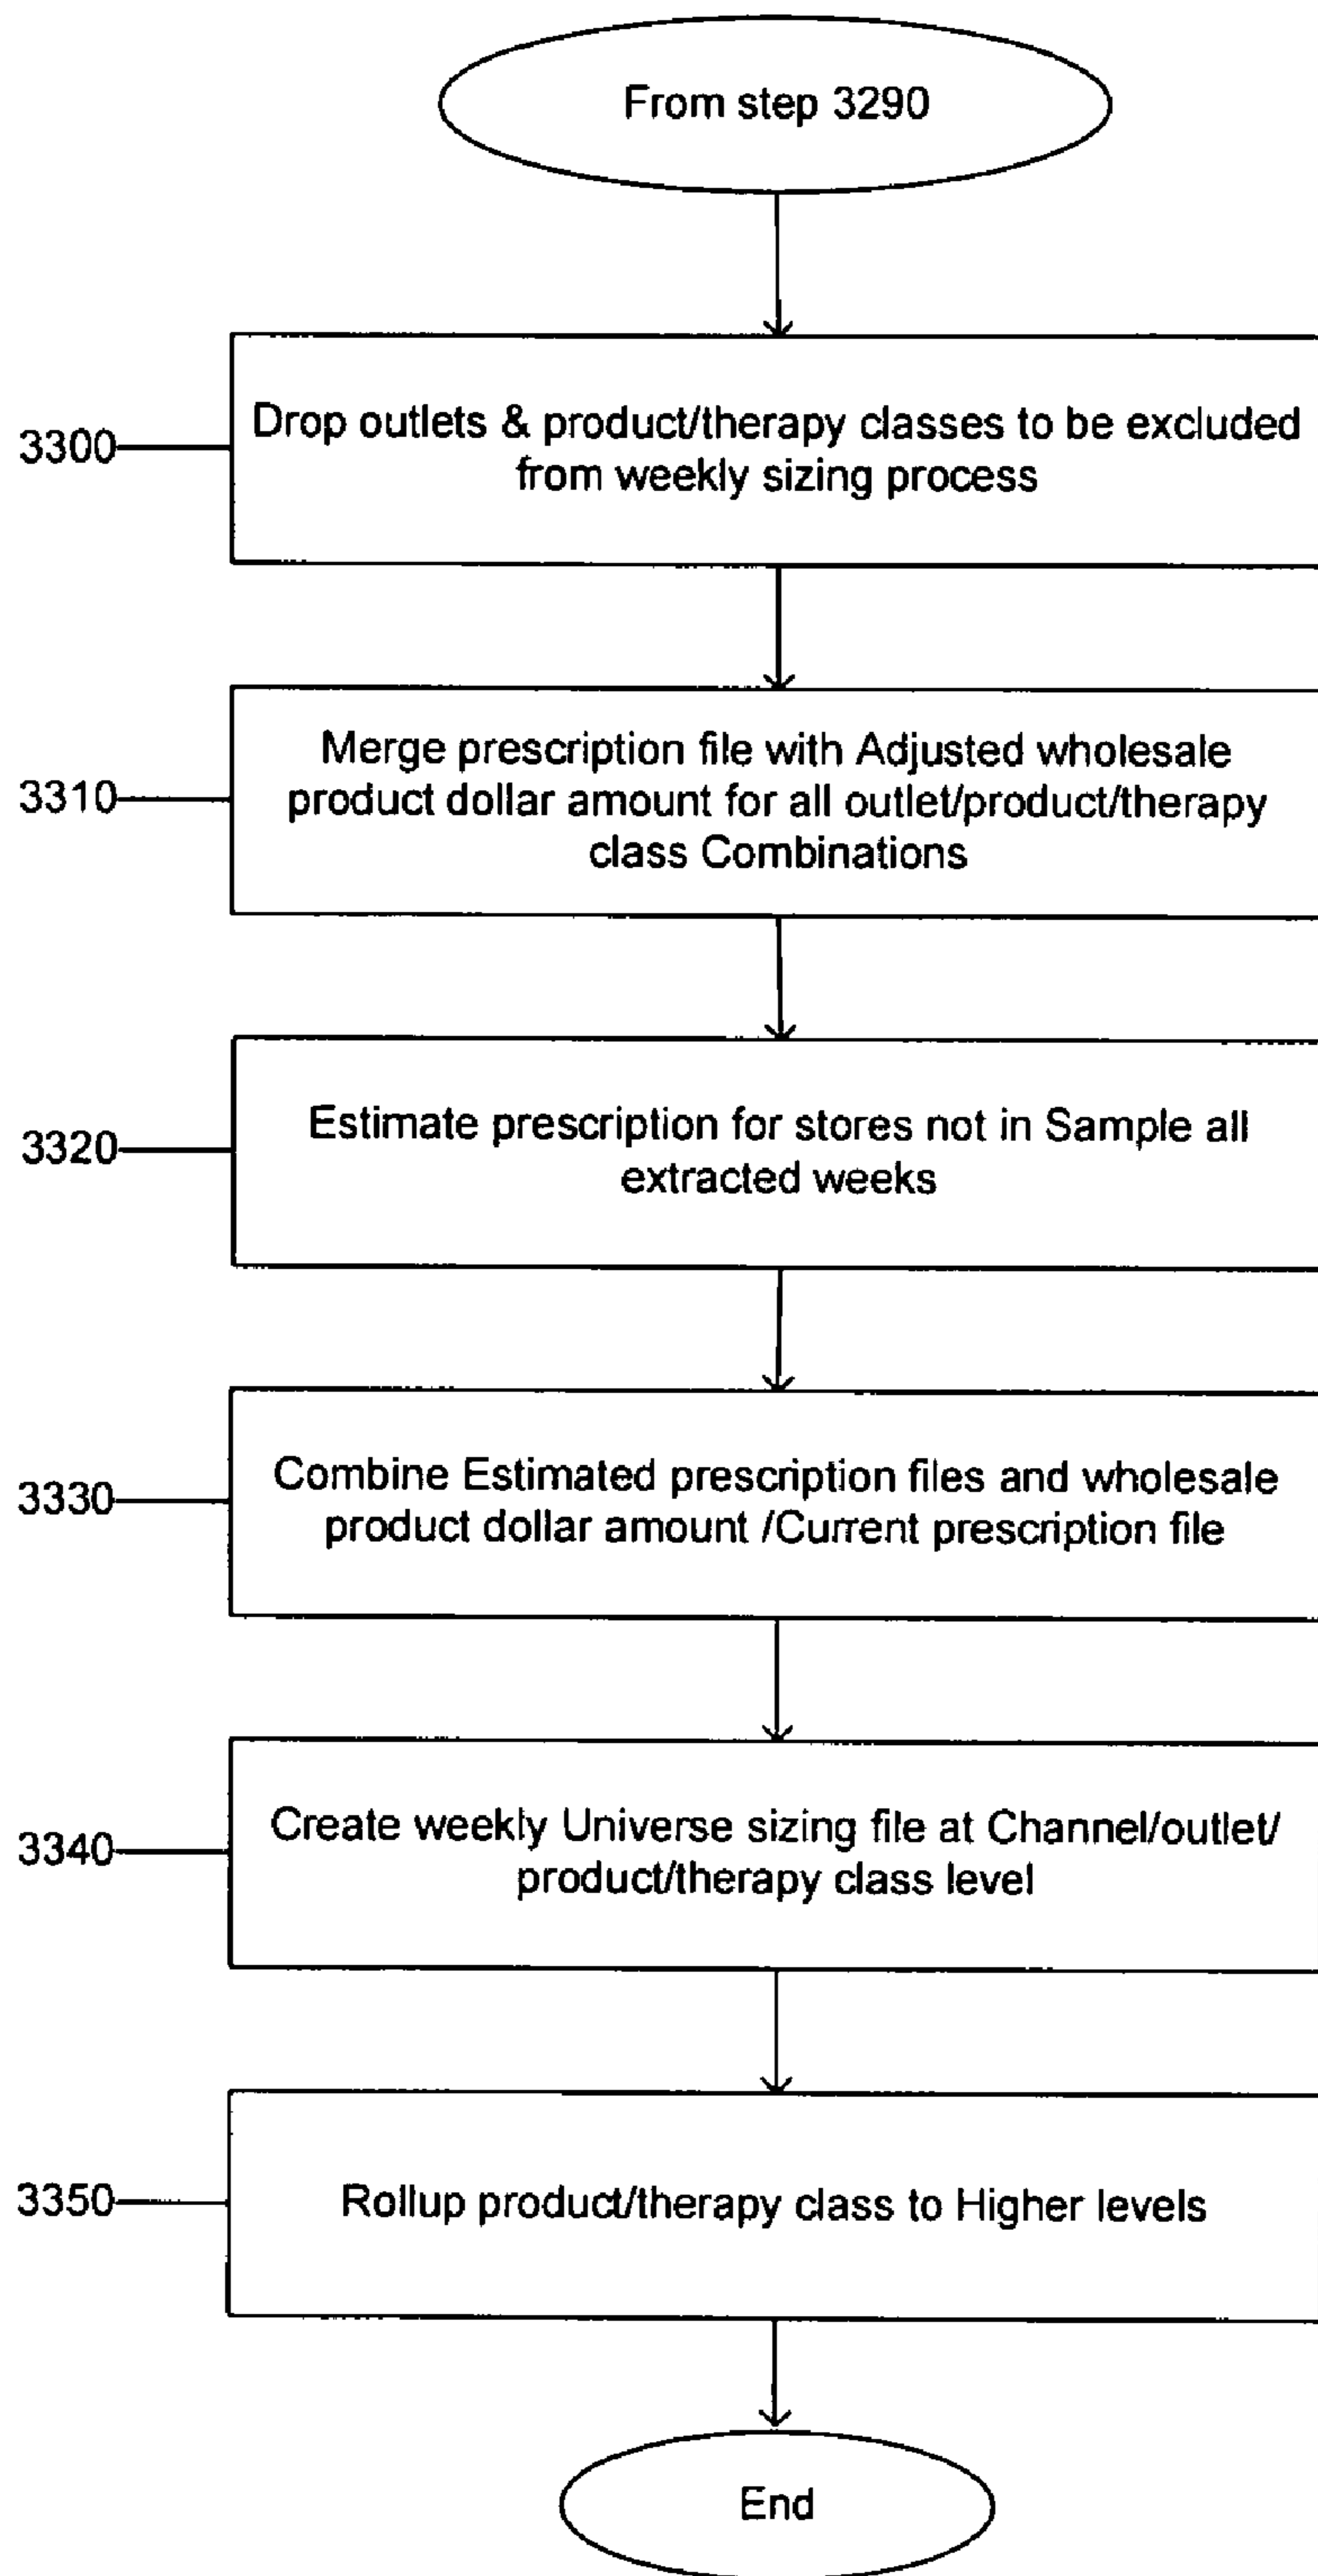 From step 3290
3300
Drop outlets & product/therapy classes to be excluded
from weekly sizing process
3310
Merge prescription file with Adjusted wholesale
product dollar amount for all outlet/product/therapy
class Combinations
3320
Estimate prescription for stores not in Sample all
extracted weeks
3330
Combine Estimated prescription files and wholesale
product dollar amount /Current prescription file
3340
Create weekly Universe sizing file at Channel/outlet/
product/therapy class level
3350
Rollup product/therapy class to Higher levels
End